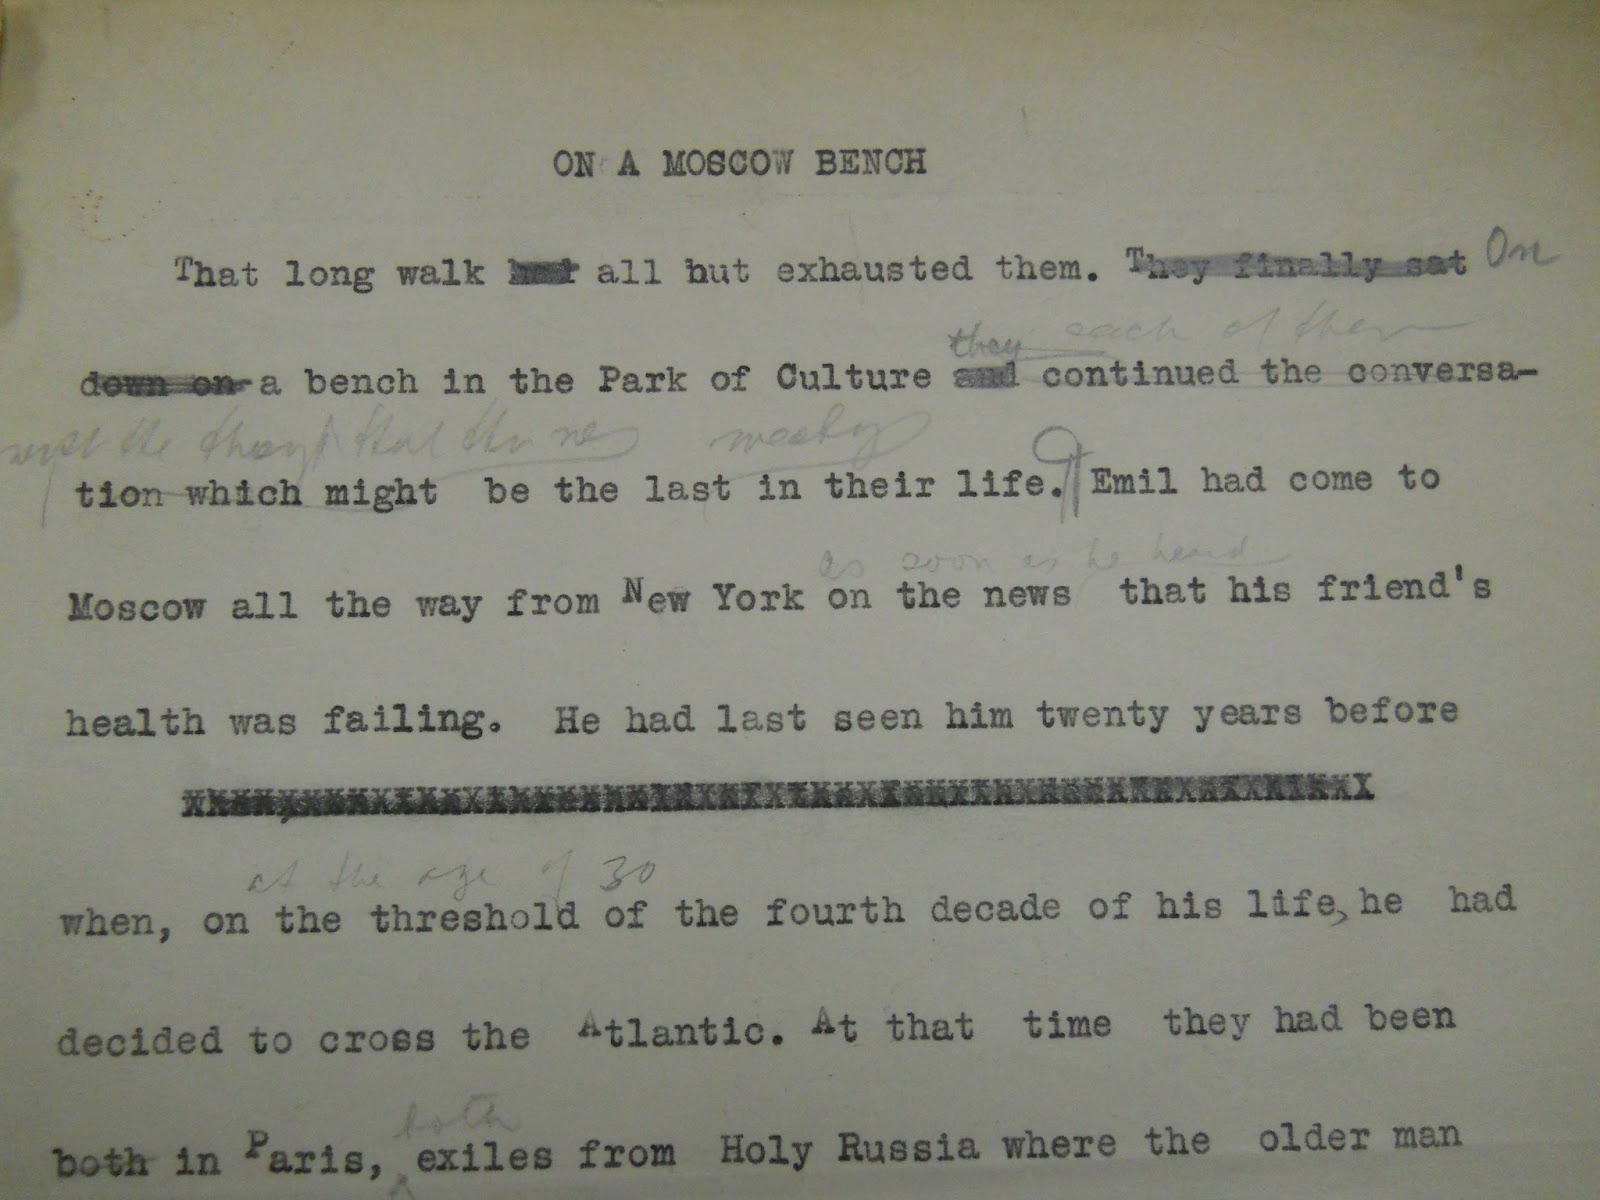 ON A MOSCOW BENCH
That long walk had all but exhausted them. They finally sat On
they each of them
down on a bench in the Park of Culture and continued the conversa-
with the that
tion which might be the last in their life. Emil had come to
as soon as he heard
Moscow all the way from New York on the news that his friend's
health was failing. He had last seen him twenty years before
at the age of 30
when, on the threshold of the fourth decade of his life, he had
decided to cross the Atlantic. At that time they had been
both
both in Paris, exiles from Holy Russia where the older man